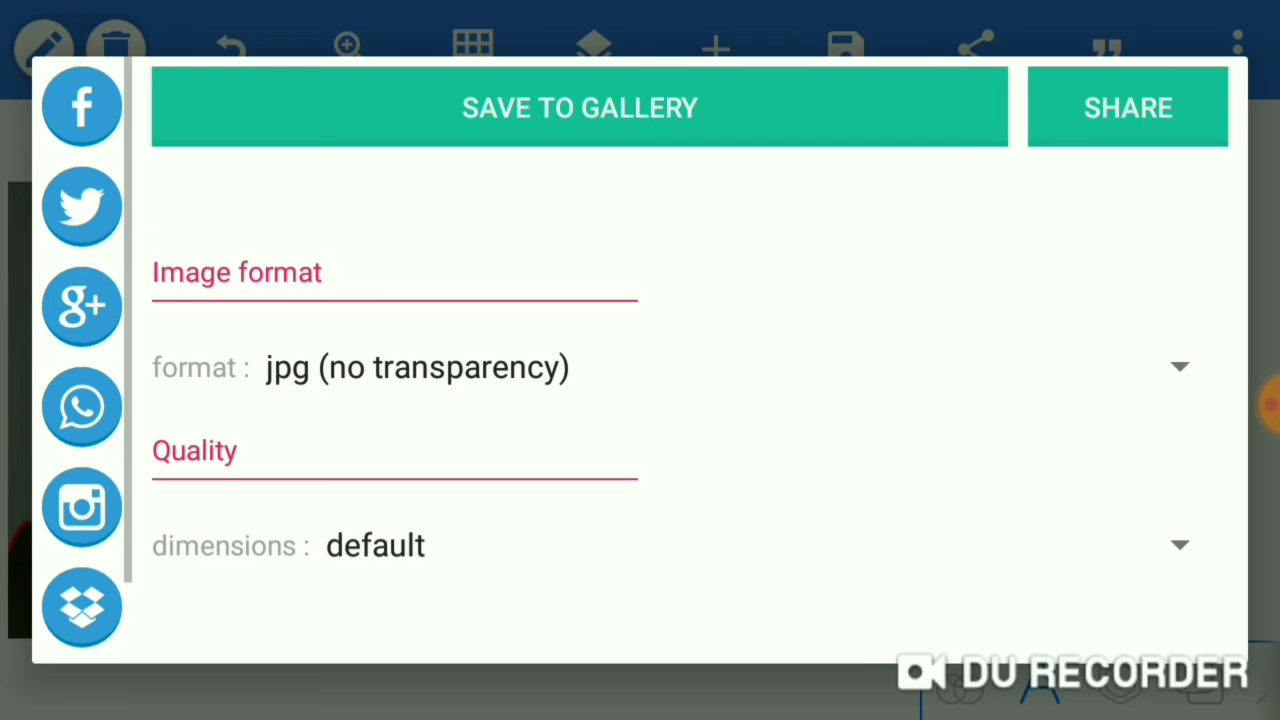 SAVE TO GALLERY
SHARE
Image format
format : jpg (no transparency)
Quality
dimensions : default
DU RECORDER